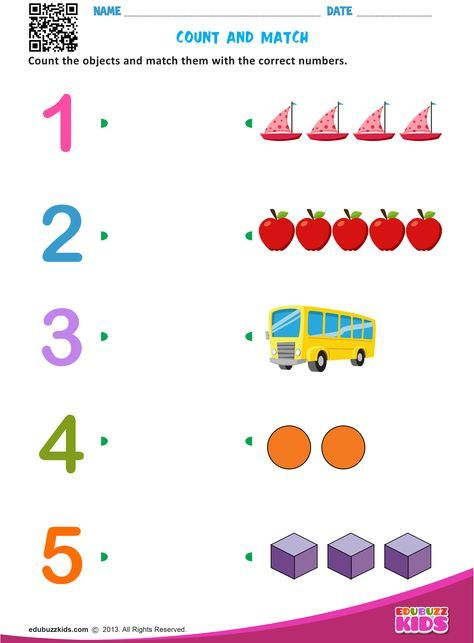 NAME DATE
COUNT AND MATCH
Count the objects and match them with the correct numbers.
1
2
3
4
5
EDUBUZZ
KIDS
edubuzzkids.com © 2013. All Rights Reserved.